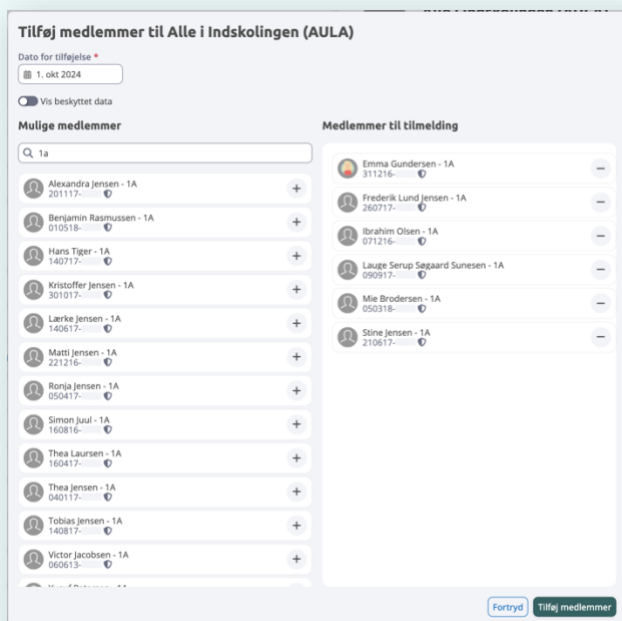 Tilføj medlemmer til Alle i Indskolingen (AULA)
Dato for tilføjelse *
1. okt 2024
Vis beskyttet data
Mulige medlemmer
1a
Alexandra Jensen - 1A
201117-
Benjamin Rasmussen - 1A
010518-
Hans Tiger - 1A
140717-
Kristoffer Jensen - 1A
301017-
Lærke Jensen - 1A
140617-
Matti Jensen - 1A
221216-
Ronja Jensen - 1A
050417-
Simon Juul - 1A
160816-
Thea Laursen - 1A
160417-
Thea Jensen - 1A
040117-
Tobias Jensen - 1A
140817-
Victor Jacobsen - 1A
060613-
Medlemmer til tilmelding
Emma Gundersen - 1A
311216-
Frederik Lund Jensen - 1A
260717-
Ibrahim Olsen - 1A
071216-
Lauge Serup Søgaard Sunesen - 1A
090917-
Mie Brodersen - 1A
050318-
Stine Jensen - 1A
210617-
Fortryd
Tilføj medlemmer